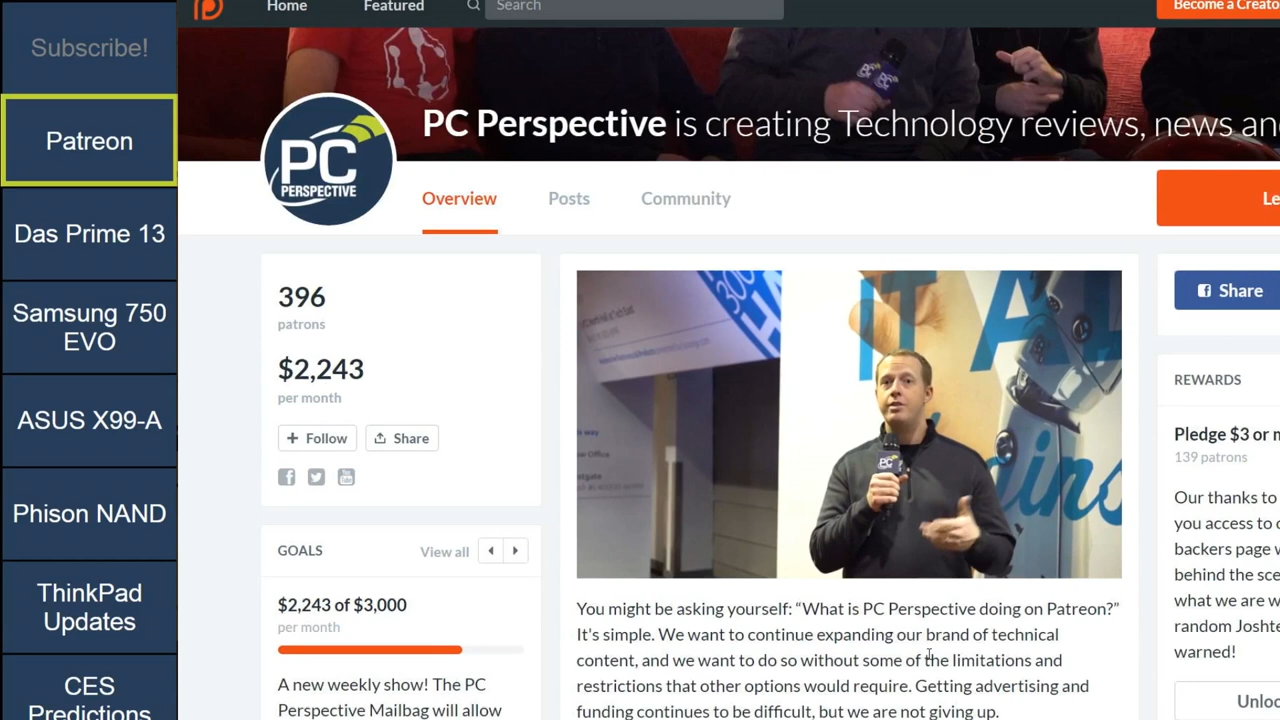 Subscribe!
Patreon
Das Prime 13
Samsung 750
EVO
ASUS X99-A
Phison NAND
ThinkPad
Updates
CES
Predictions
Home
Featured
Search
Become a Creato
PC Perspective is creating Technology reviews, news an
PC
PERSPECTIVE
Overview
Posts
Community
Le
396
patrons
$2,243
per month
Follow
Share
GOALS
View all
$2,243 of $3,000
per month
A new weekly show! The PC
Perspective Mailbag will allow
IT A
PC
You might be asking yourself: “What is PC Perspective doing on Patreon?”
It's simple. We want to continue expanding our brand of technical
content, and we want to do so without some of the limitations and
restrictions that other options would require. Getting advertising and
funding continues to be difficult, but we are not giving up.
Share
REWARDS
Pledge $3 or m
139 patrons
Our thanks to
you access to
backers page w
behind the sce
what we are w
random Joshte
warned!
Unloc